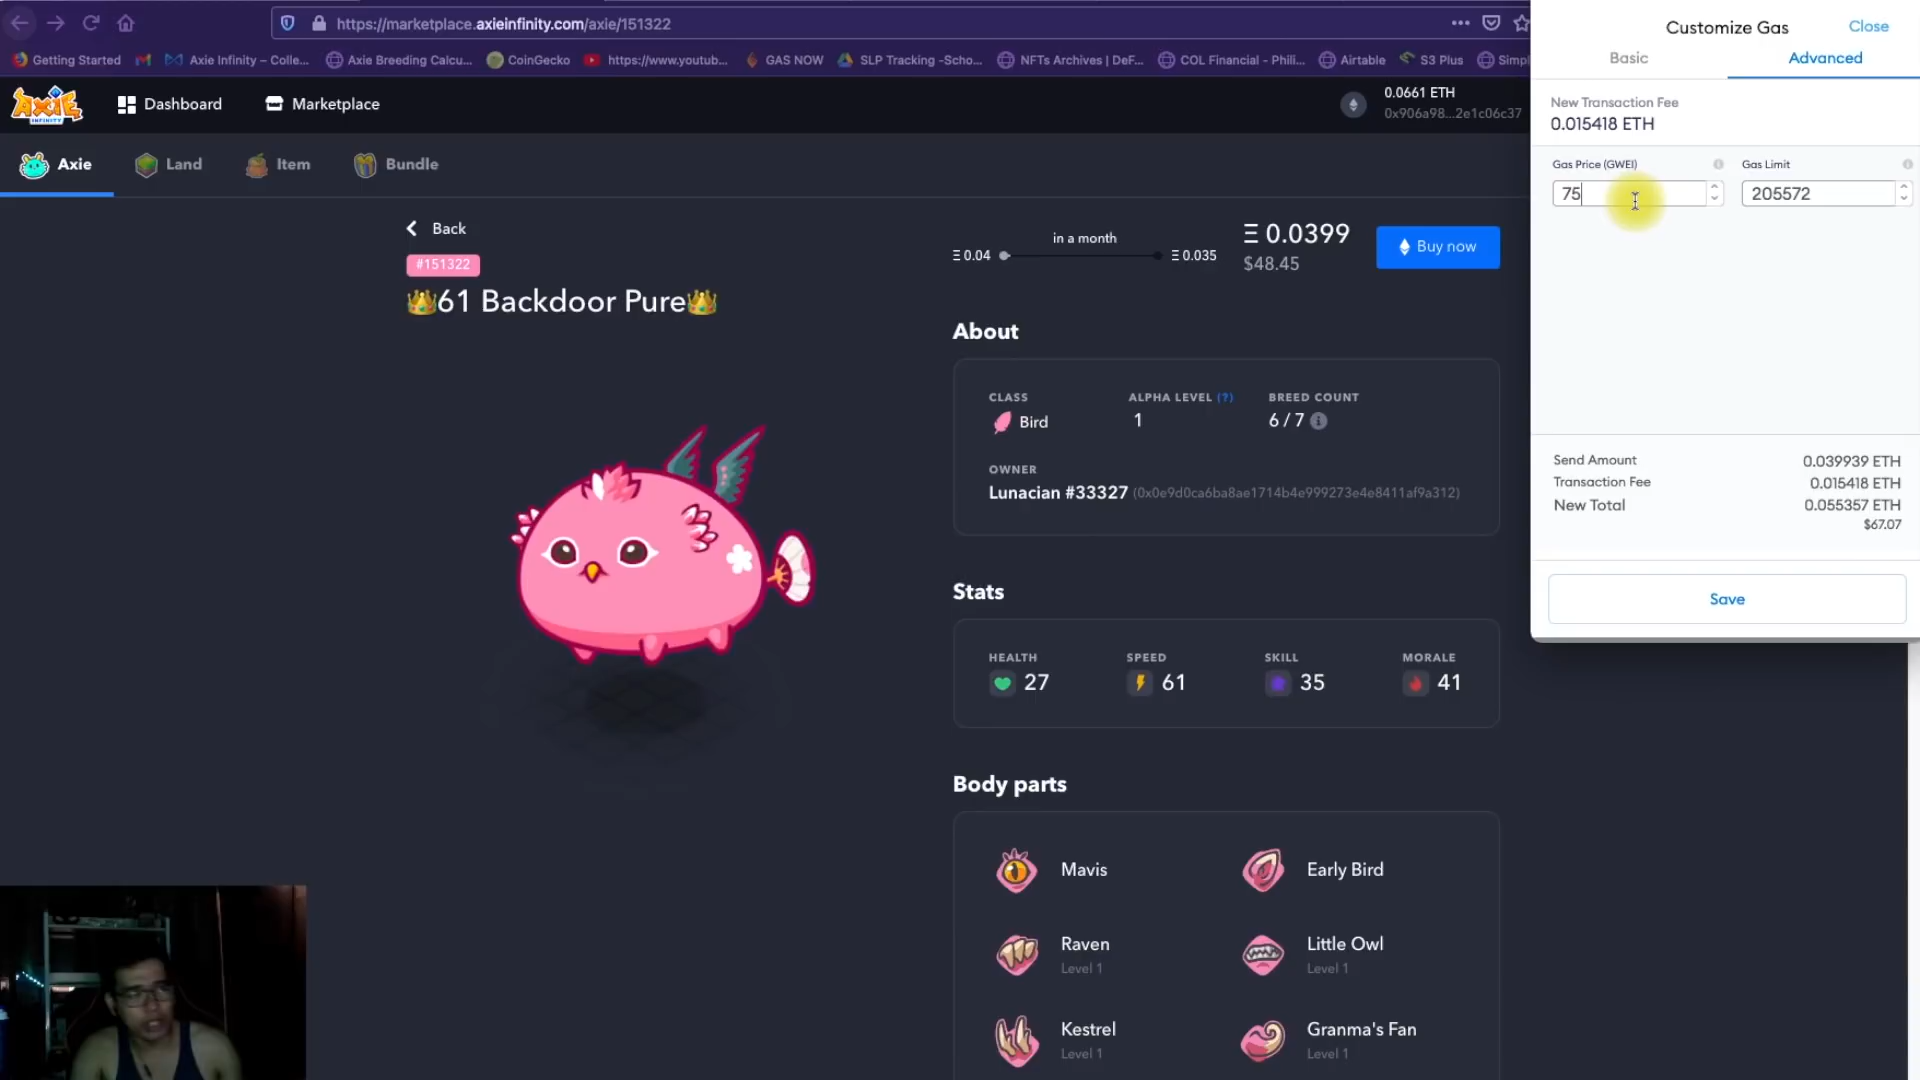 https://marketplace.axieinfinity.com/axie/151322
Getting Started
Axie Infinity – Colle...
Axie Breeding Calcu...
CoinGecko
https://www.youtub...
GAS NOW
SLP Tracking -Scho...
NFTs Archives | DeF...
COL Financial - Phili...
Airtable
S3 Plus
Simpl
AXIE
INFINITY
Dashboard
Marketplace
0.0661 ETH
0x906a98...2e1c06c37
Axie
Land
Item
Bundle
Back
#151322
61 Backdoor Pure
in a month
Ξ 0.04
Ξ 0.035
Ξ 0.0399
$48.45
Buy now
About
CLASS
ALPHA LEVEL (?)
BREED COUNT
Bird
1
6 / 7
OWNER
Lunacian #33327 (0x0e9d0ca6ba8ae1714b4e999273e4e8411af9a312)
Stats
HEALTH
SPEED
SKILL
MORALE
27
61
35
41
Body parts
Mavis
Early Bird
Raven
Level 1
Little Owl
Level 1
Kestrel
Level 1
Granma's Fan
Level 1
Customize Gas
Close
Basic
Advanced
New Transaction Fee
0.015418 ETH
Gas Price (GWEI)
Gas Limit
75
205572
Send Amount
0.039939 ETH
Transaction Fee
0.015418 ETH
New Total
0.055357 ETH
$67.07
Save